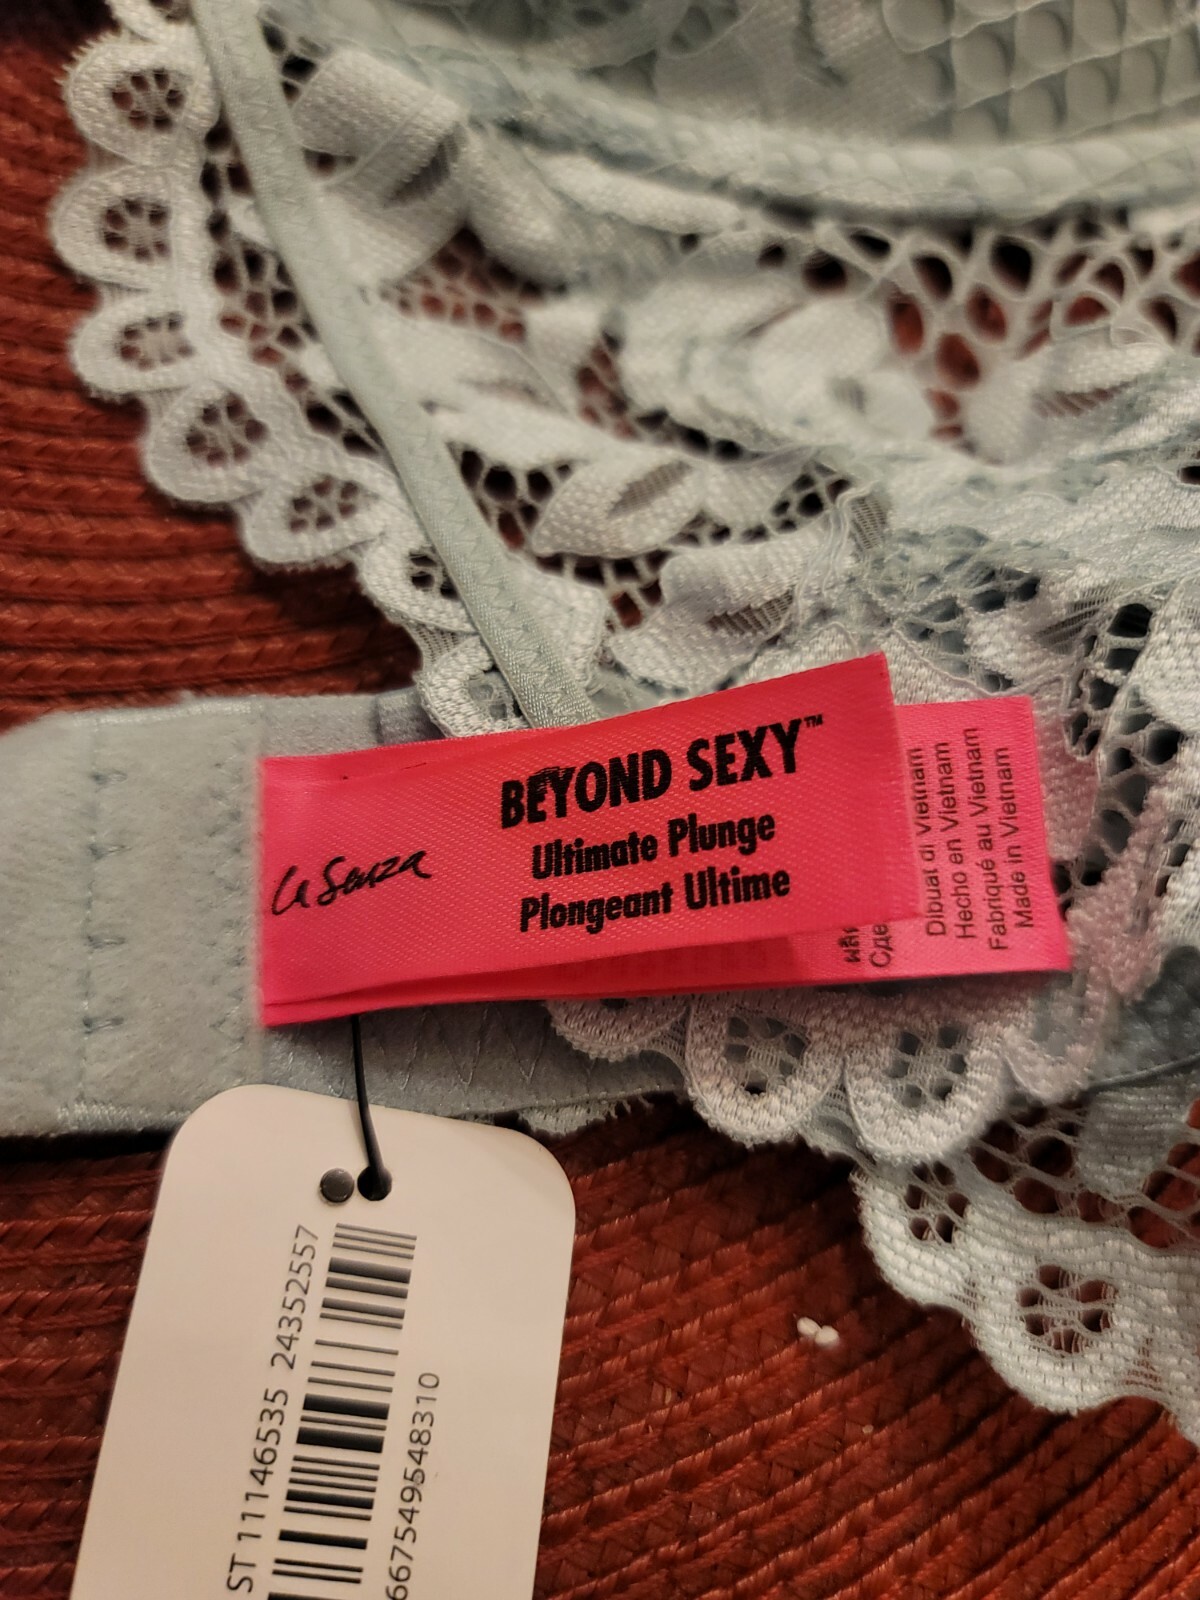 La Senza
BEYOND SEXY™
Ultimate Plunge
Plongeant Ultime
Dibuat di Vietnam
Hecho en Vietnam
Fabriqué au Vietnam
Made in Vietnam
ST 11146535 24352557
667549548310